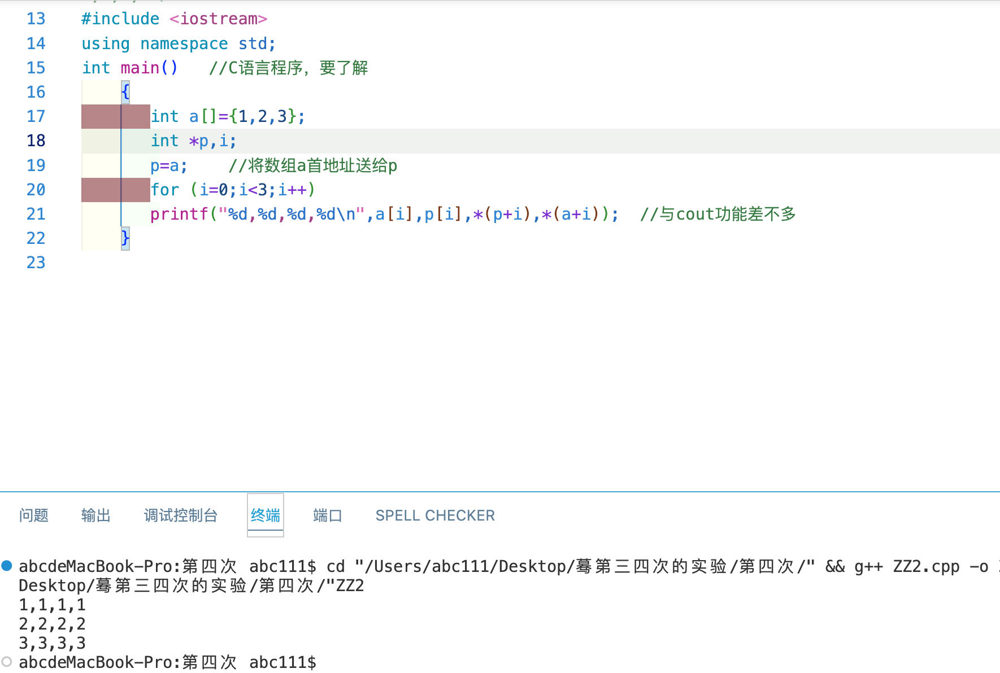 13 #include <iostream>
14 using namespace std;
15 int main()   //C语言程序，要了解
16 {
17 int a[]={1,2,3};
18 int *p,i;
19 p=a;    //将数组a首地址送给p
20 for (i=0;i<3;i++)
21 printf("%d,%d,%d,%d\n",a[i],p[i],*(p+i),*(a+i));  //与cout功能差不多
22 }
23
问题 输出 调试控制台 终端 端口 SPELL CHECKER
abcdeMacBook-Pro:第四次 abc111$ cd "/Users/abc111/Desktop/蓦第三四次的实验/第四次/" && g++ ZZ2.cpp -o
Desktop/蓦第三四次的实验/第四次/"ZZ2
1,1,1,1
2,2,2,2
3,3,3,3
abcdeMacBook-Pro:第四次 abc111$